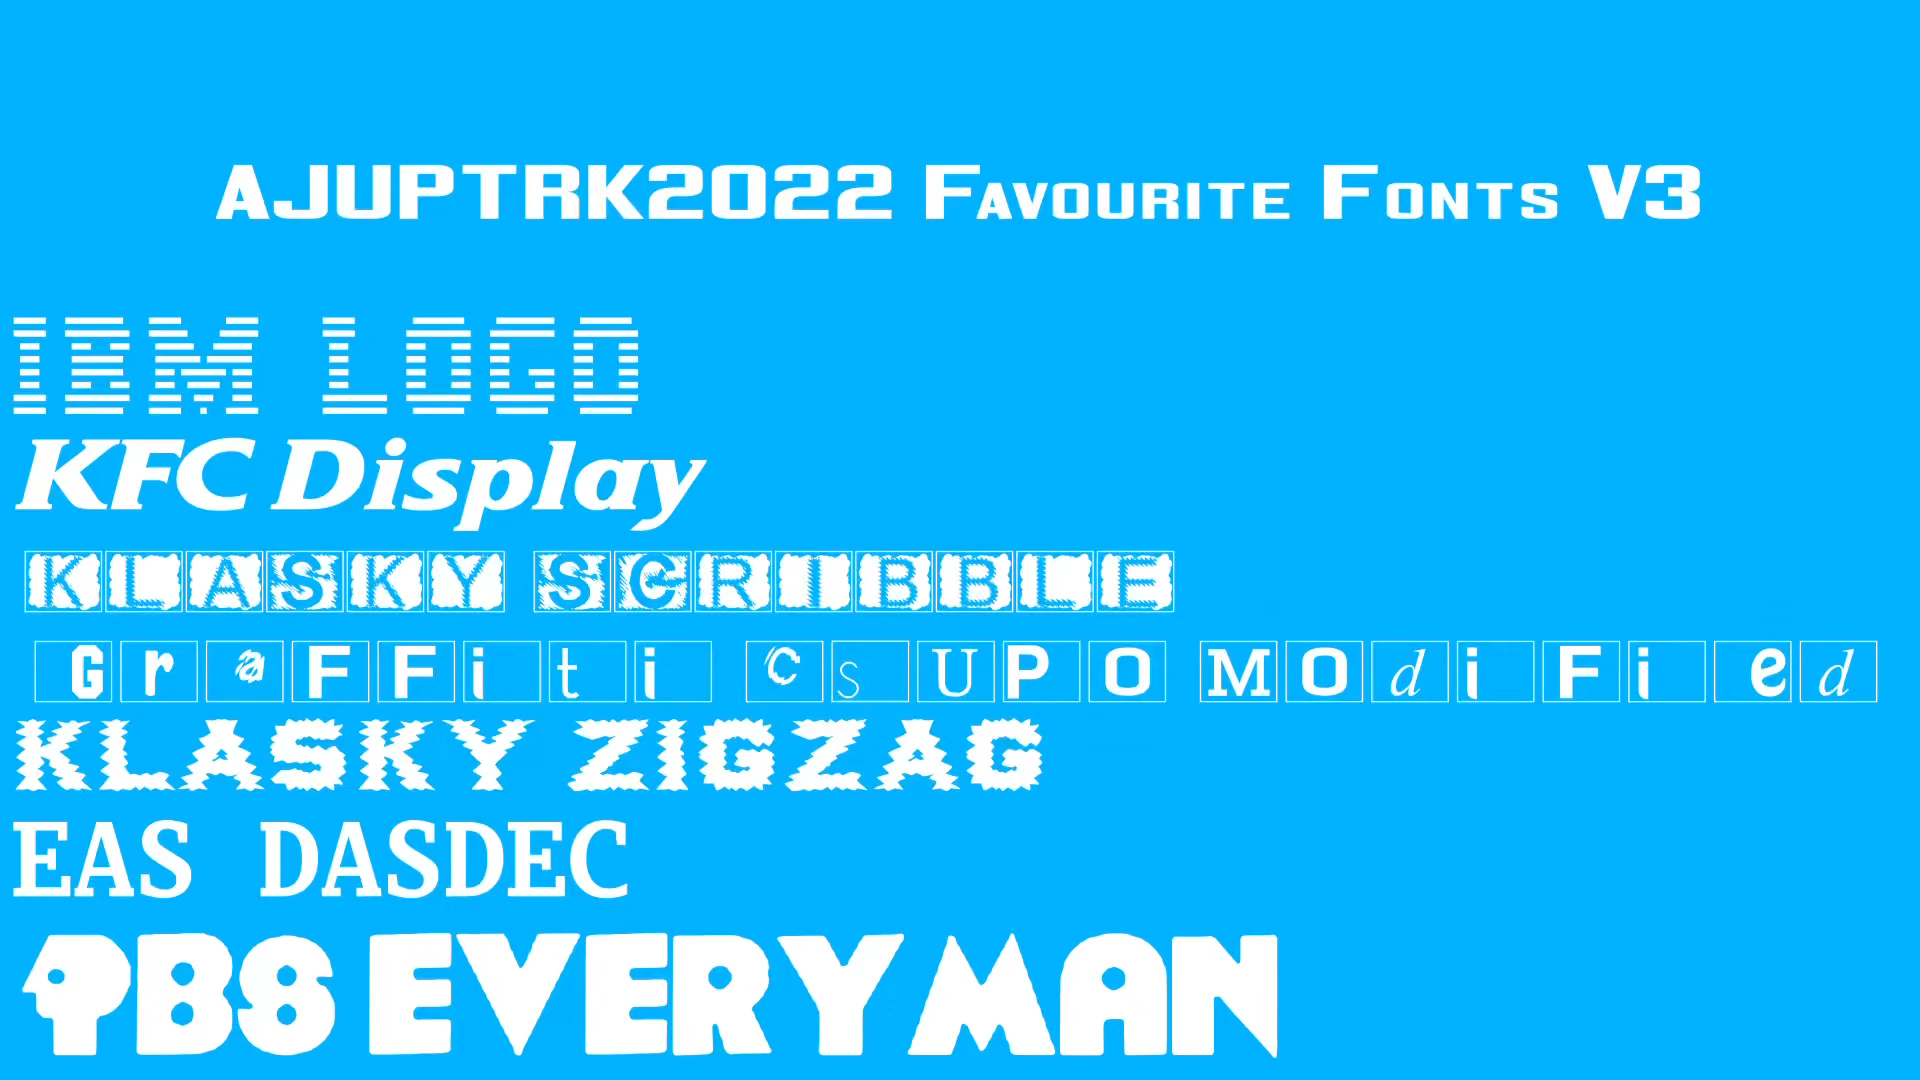 AJUPTRK2022 Favourite Fonts V3
IBM LOGO
KFC Display
KLASKY SCRIBBLE
GraFFiti CsUPO MOdiFied
KLASKY ZIGZAG
EAS DASDEC
PBS EVERYMAN